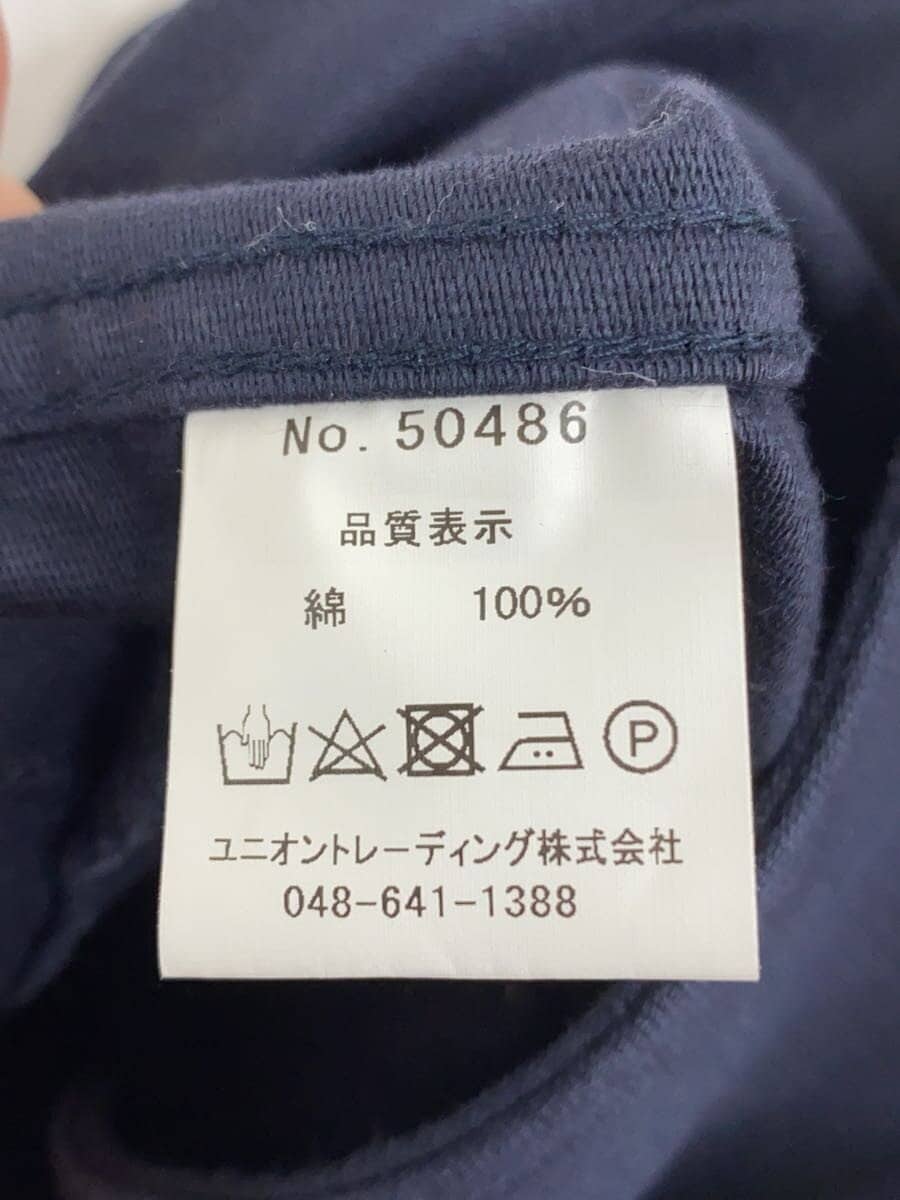 No. 50486
品質表示
綿 100%
P
ユニオントレーディング株式会社
048-641-1388